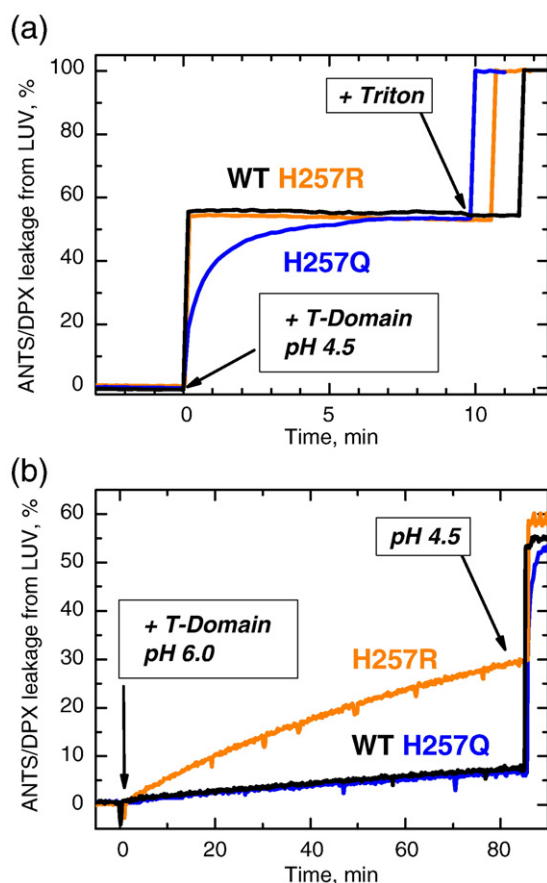 (a)
ANTS/DPX leakage from LUV, %
100
80
60
40
20
0
+ Triton
WT H257R
H257Q
+ T-Domain
pH 4.5
0 5 10
Time, min
(b)
ANTS/DPX leakage from LUV, %
60
50
40
30
20
10
0
pH 4.5
+ T-Domain
pH 6.0
H257R
WT H257Q
0 20 40 60 80
Time, min